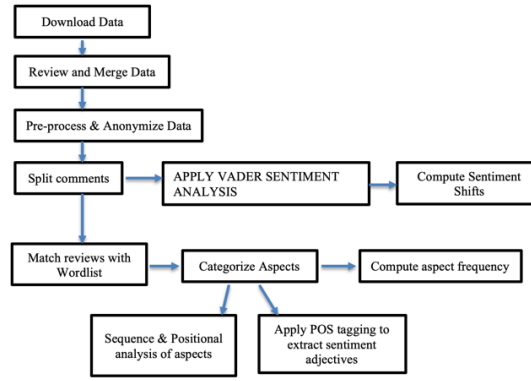 Download Data
Review and Merge Data
Pre-process & Anonymize Data
Split comments
APPLY VADER SENTIMENT
ANALYSIS
Compute Sentiment
Shifts
Match reviews with
Wordlist
Categorize Aspects
Compute aspect frequency
Sequence & Positional
analysis of aspects
Apply POS tagging to
extract sentiment
adjectives